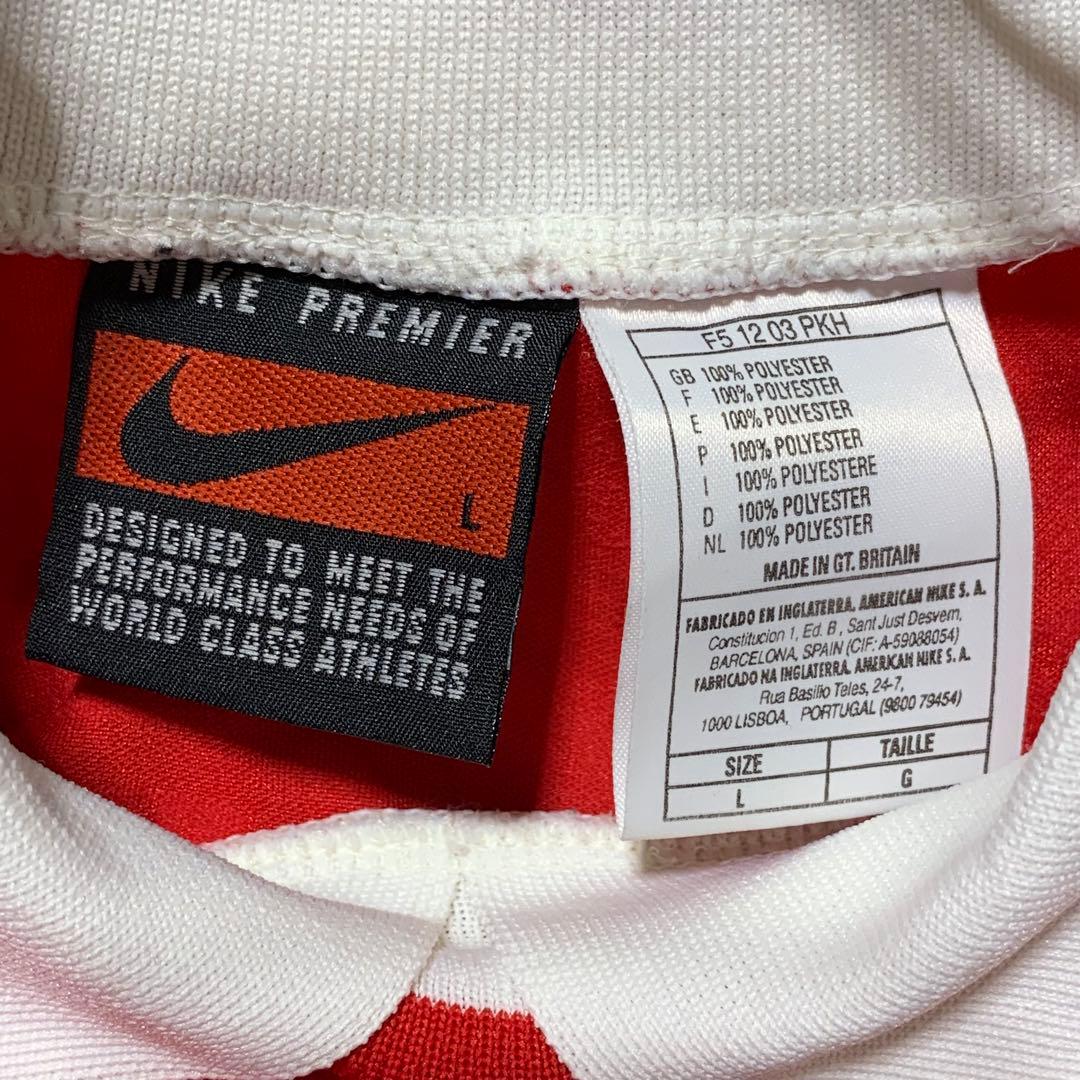 NIKE PREMIER
L
DESIGNED TO MEET THE
PERFORMANCE NEEDS OF
WORLD CLASS ATHLETES
F5 12 03 PKH
GB 100% POLYESTER
F 100% POLYESTER
E 100% POLYESTER
P 100% POLYESTER
I 100% POLYESTERE
D 100% POLYESTER
NL 100% POLYESTER
MADE IN GT. BRITAIN
FABRICADO EN INGLATERRA. AMERICAN NIKE S. A.
Constitucion 1, Ed. B , Sant Just Desvern,
BARCELONA, SPAIN (CIF: A-59088054)
FABRICADO NA INGLATERRA. AMERICAN NIKE S. A.
Rua Basilio Teles, 24-7,
1000 LISBOA, PORTUGAL (9800 79454)
SIZE TAILLE
L G